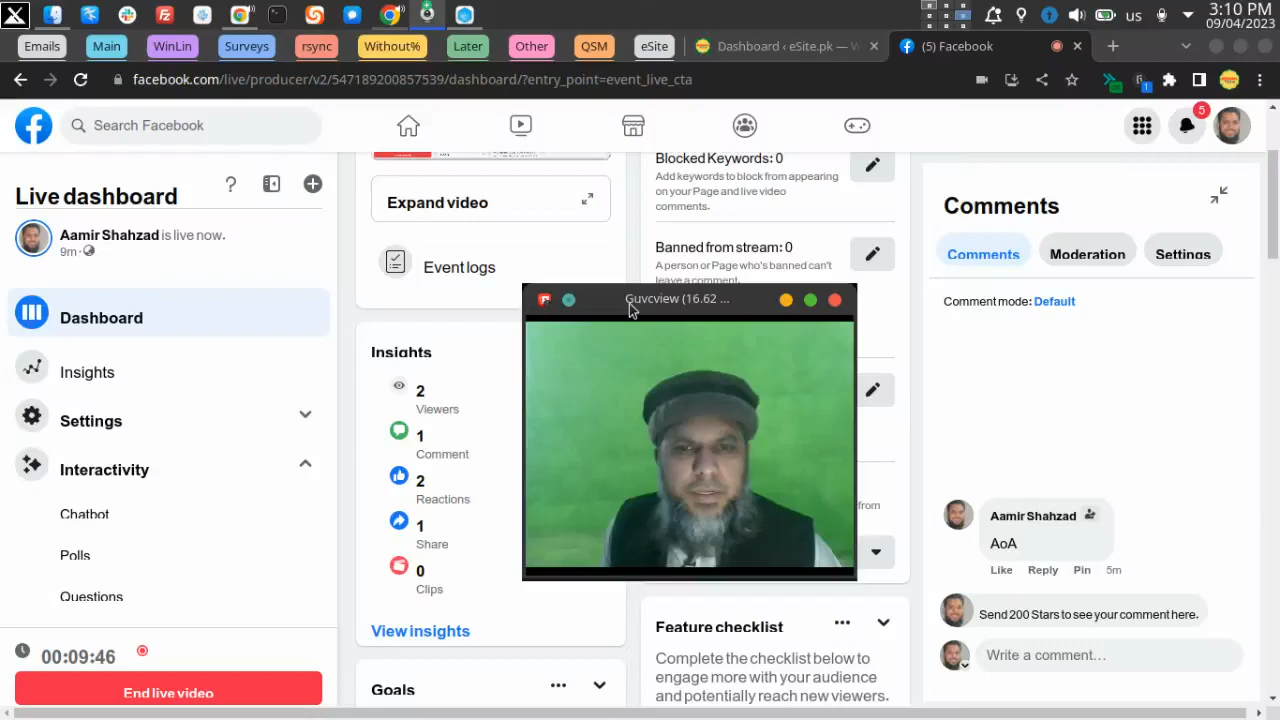 3:10 PM
us
09/04/2023
Emails
Main
WinLin
Surveys
rsync
Without%
Later
Other
QSM
eSite
Dashboard ‹ eSite.pk — W
(5) Facebook
facebook.com/live/producer/v2/547189200857539/dashboard/?entry_point=event_live_cta
Search Facebook
5
Live dashboard
Aamir Shahzad is live now.
9m ·
Dashboard
Insights
Settings
Interactivity
Chatbot
Polls
Questions
00:09:46
End live video
Expand video
Event logs
Insights
2
Viewers
1
Comment
2
Reactions
1
Share
0
Clips
View insights
Goals
Blocked Keywords: 0
Add keywords to block from appearing
on your Page and live video
comments.
Banned from stream: 0
A person or Page who's banned can't
leave a comment.
Guvcview (16.62 ...
from
Feature checklist
Complete the checklist below to
engage more with your audience
and potentially reach new viewers.
Comments
Comments
Moderation
Settings
Comment mode: Default
Aamir Shahzad
AoA
Like Reply Pin 5m
Send 200 Stars to see your comment here.
Write a comment...